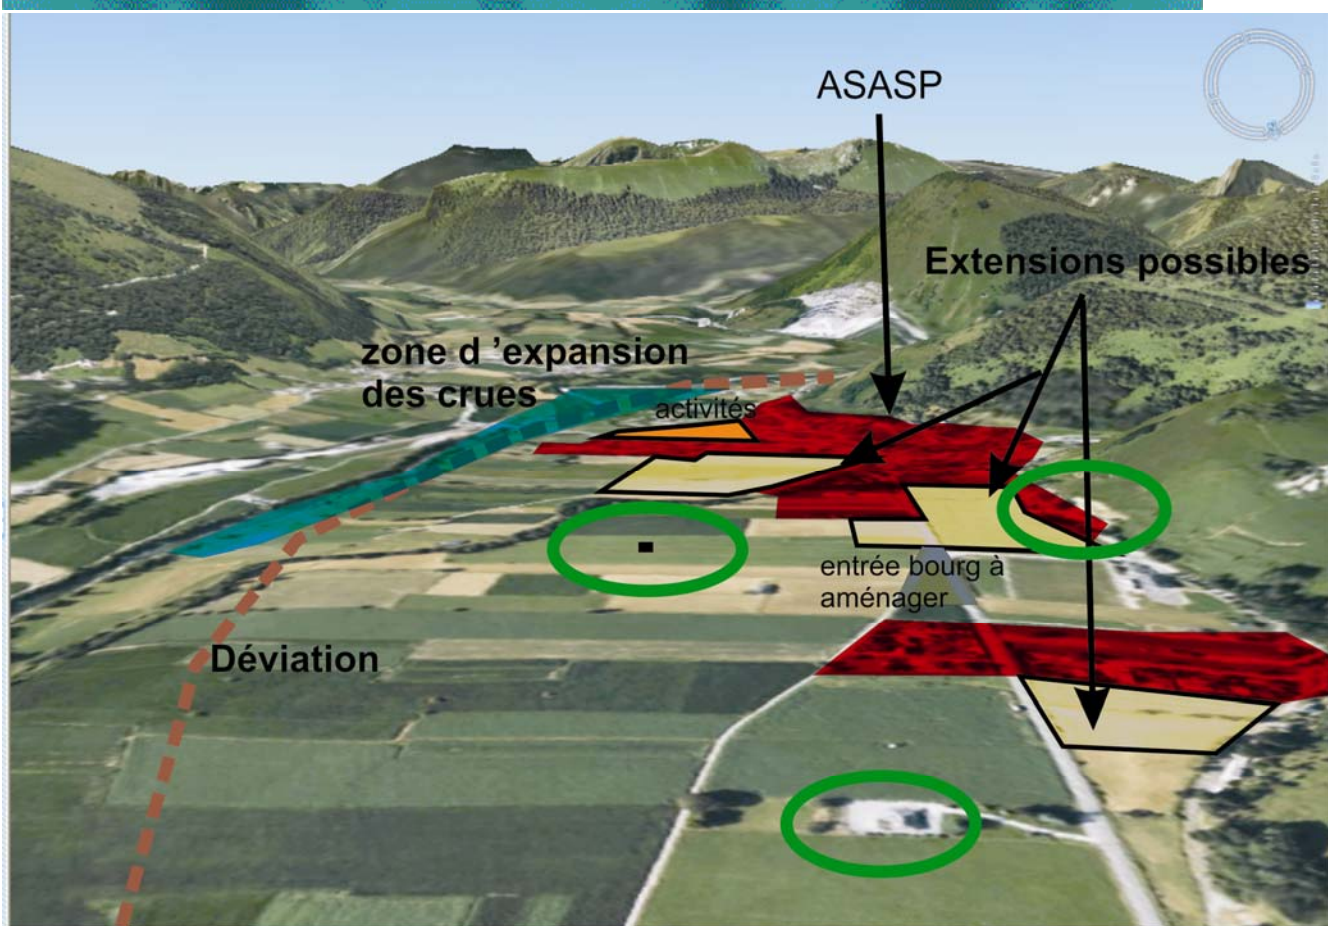 ASASP
Extensions possibles
zone d 'expansion
des crues
activités
entrée bourg à
aménager
Déviation